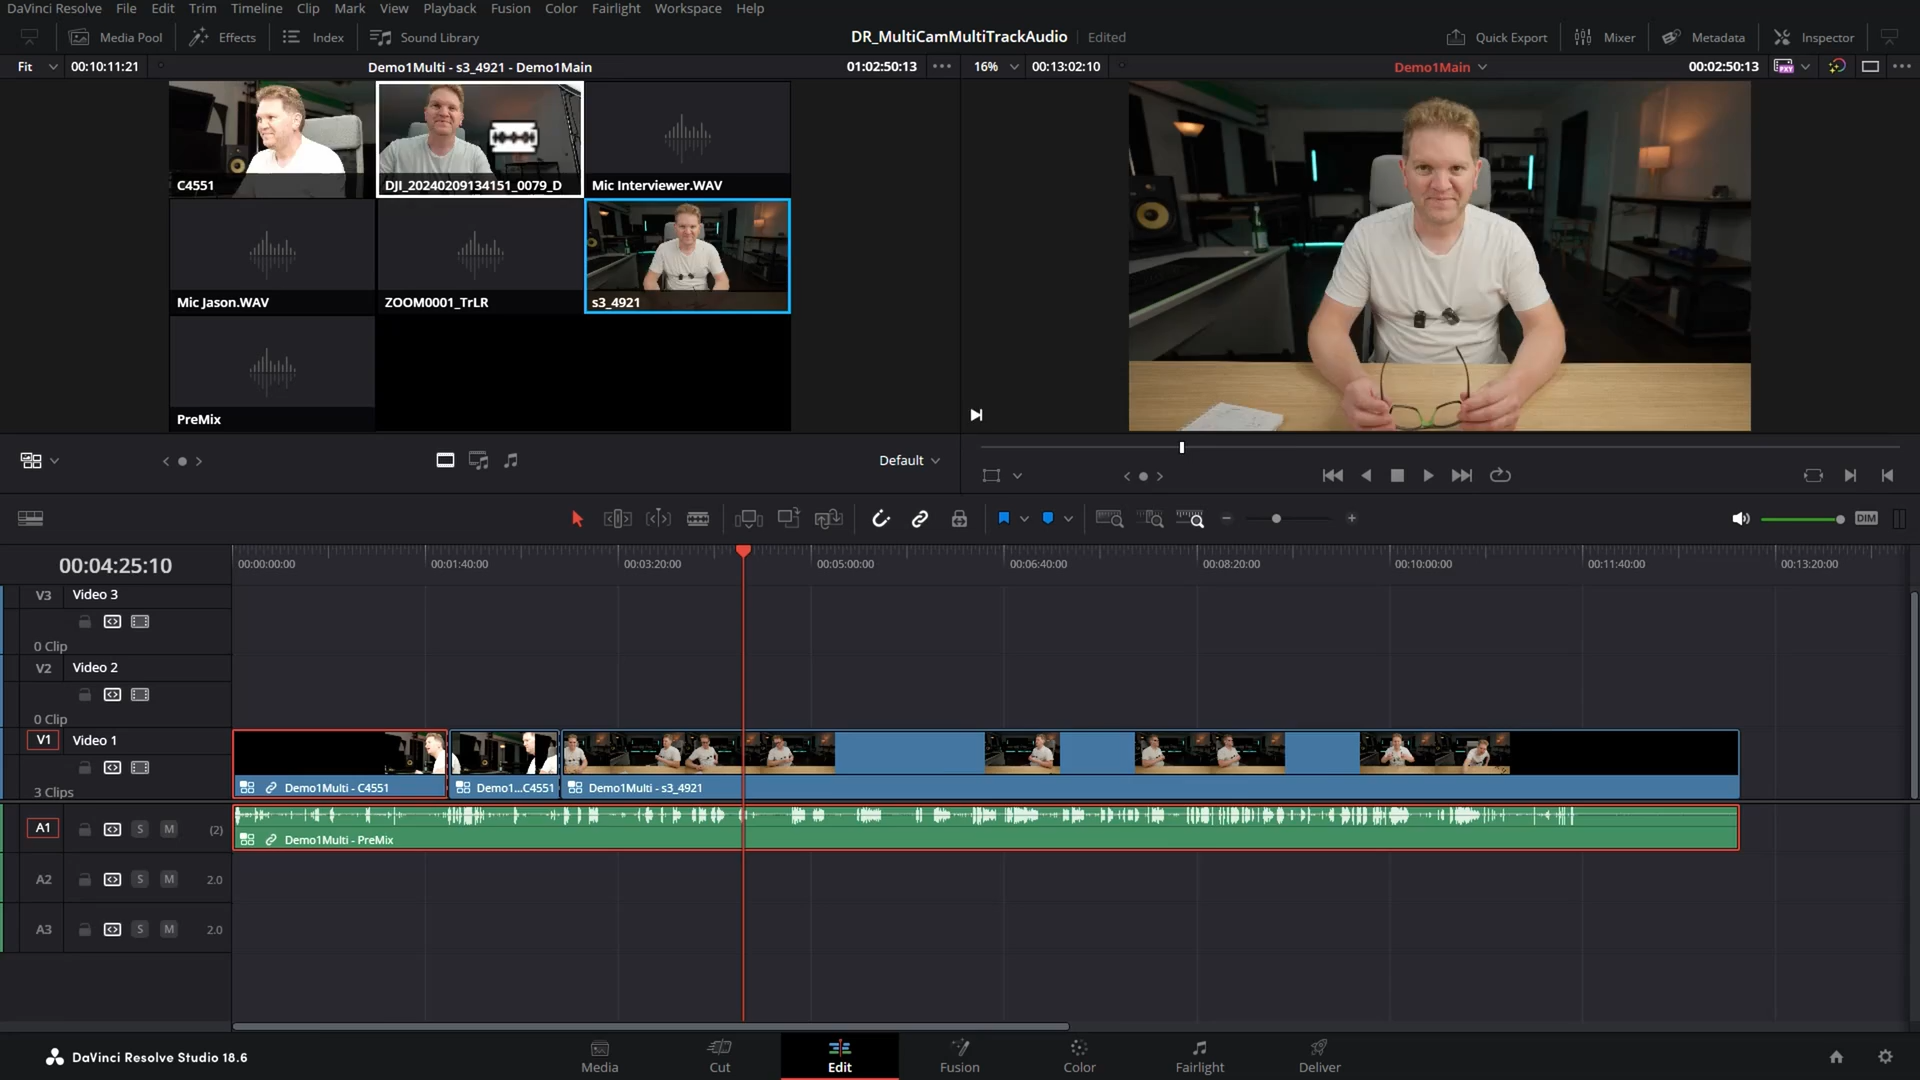 DaVinci Resolve File Edit Trim Timeline Clip Mark View Playback Fusion Color Fairlight Workspace Help
Media Pool Effects Index Sound Library DR_MultiCamMultiTrackAudio Edited Quick Export Mixer Metadata Inspector
Fit 00:10:11:21 Demo1Multi - s3_4921 - Demo1Main 01:02:50:13 16% 00:13:02:10 Demo1Main 00:02:50:13 PXY
C4551 DJI_20240209134151_0079_D Mic Interviewer.WAV
Mic Jason.WAV ZOOM0001_TrLR s3_4921
PreMix
Default
DIM
00:04:25:10 00:00:00:00 00:01:40:00 00:03:20:00 00:05:00:00 00:06:40:00 00:08:20:00 00:10:00:00 00:11:40:00 00:13:20:00
V3 Video 3
0 Clip
V2 Video 2
0 Clip
V1 Video 1
3 Clips Demo1Multi - C4551 Demo1...C4551 Demo1Multi - s3_4921
A1 S M (2)
Demo1Multi - PreMix
A2 S M 2.0
A3 S M 2.0
DaVinci Resolve Studio 18.6 Media Cut Edit Fusion Color Fairlight Deliver